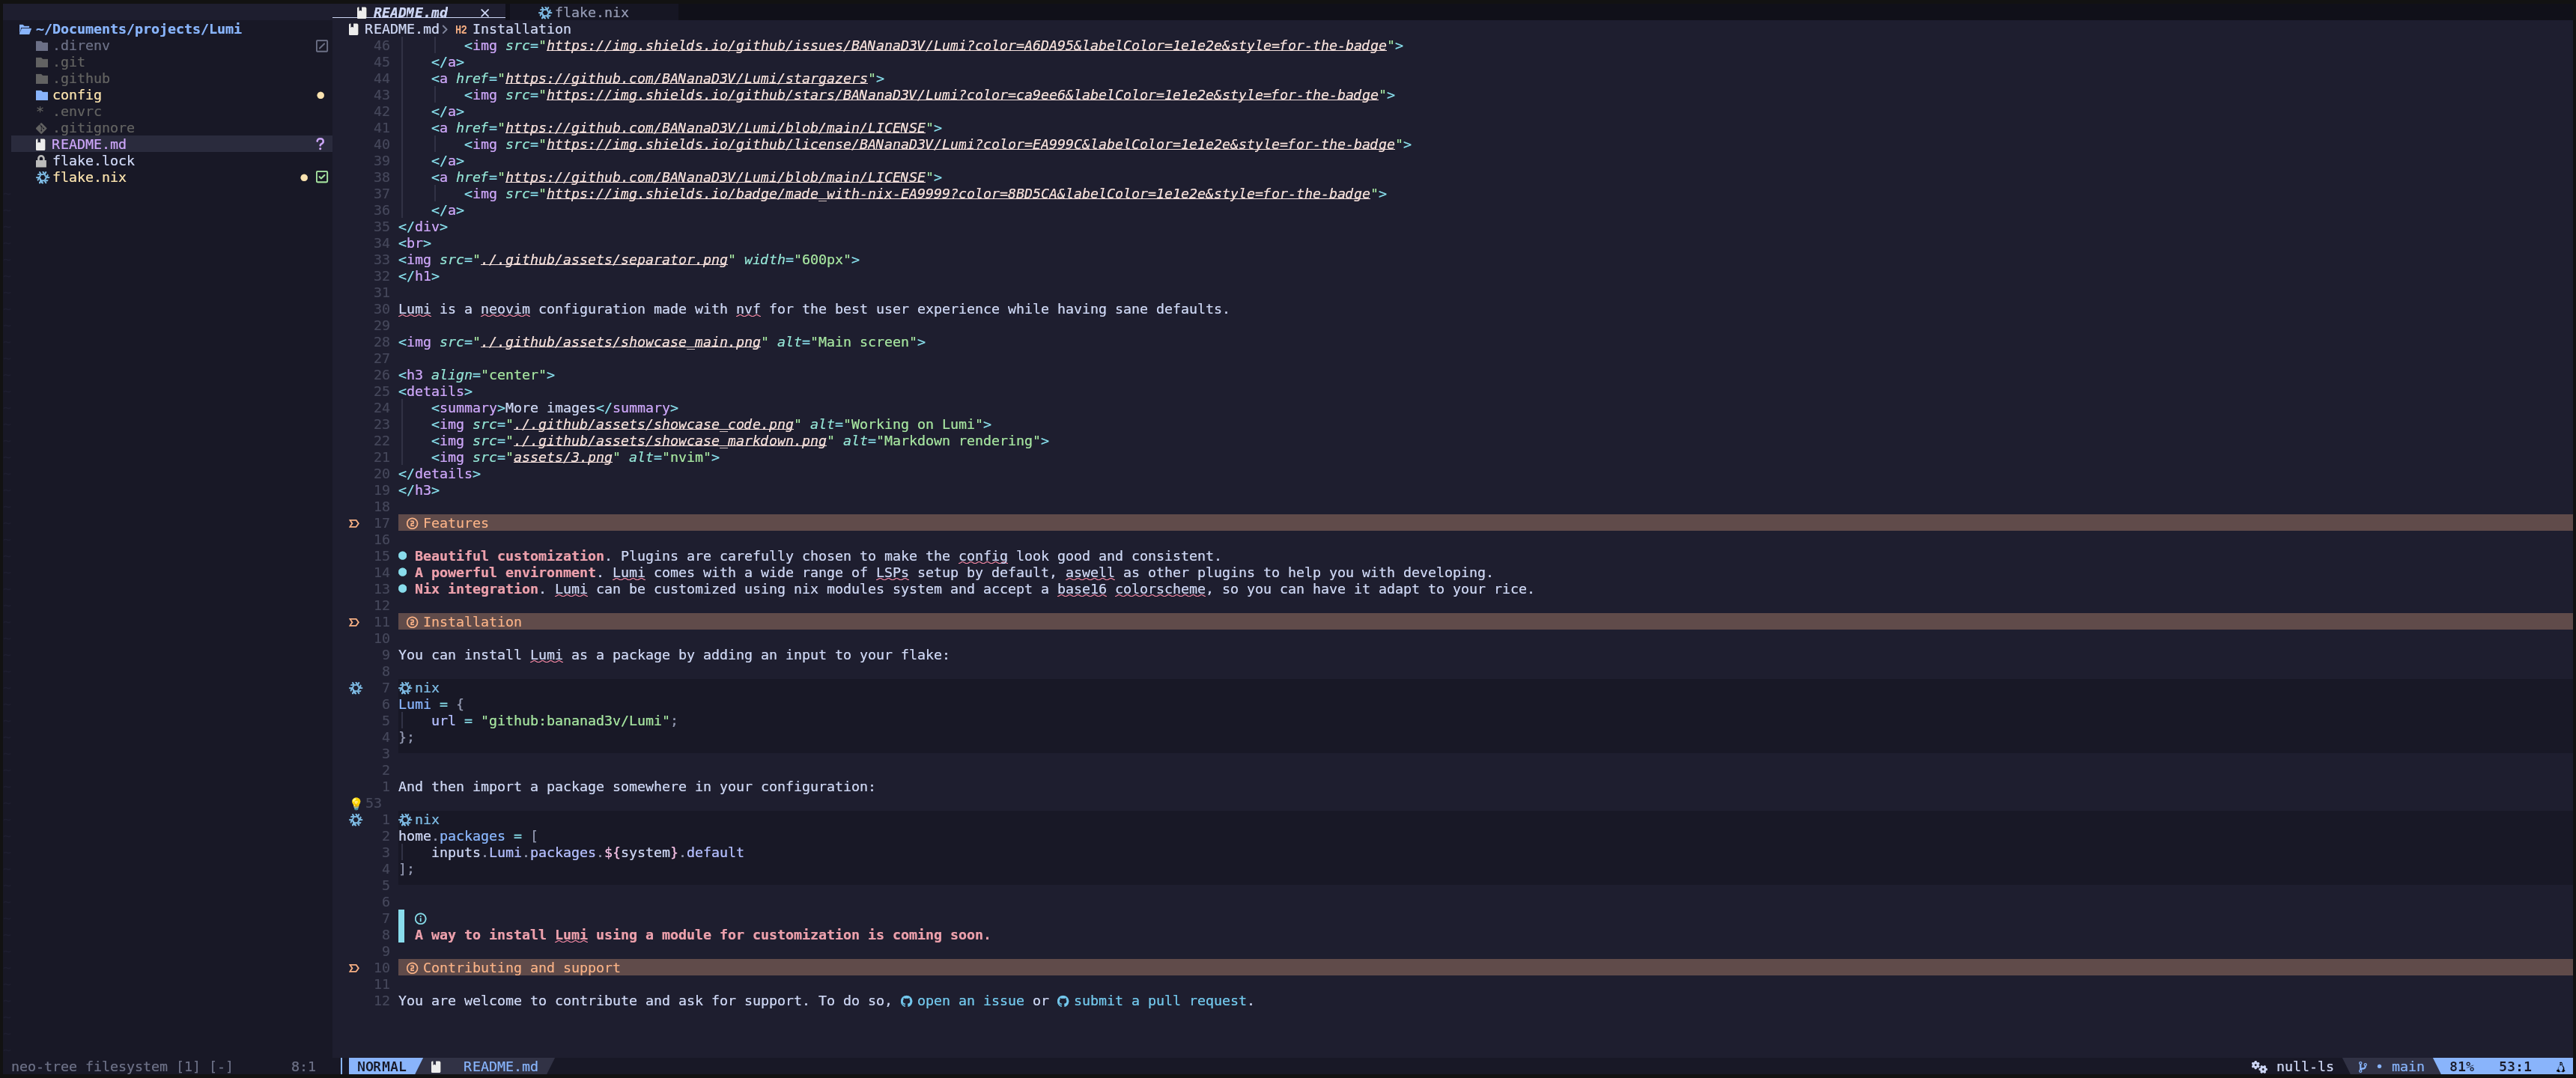 README.md × flake.nix
~/Documents/projects/Lumi
.direnv
.git
.github
config
* .envrc
.gitignore
README.md ?
flake.lock
flake.nix
README.md > H2 Installation
46 <img src="https://img.shields.io/github/issues/BANanaD3V/Lumi?color=A6DA95&labelColor=1e1e2e&style=for-the-badge">
45 </a>
44 <a href="https://github.com/BANanaD3V/Lumi/stargazers">
43 <img src="https://img.shields.io/github/stars/BANanaD3V/Lumi?color=ca9ee6&labelColor=1e1e2e&style=for-the-badge">
42 </a>
41 <a href="https://github.com/BANanaD3V/Lumi/blob/main/LICENSE">
40 <img src="https://img.shields.io/github/license/BANanaD3V/Lumi?color=EA999C&labelColor=1e1e2e&style=for-the-badge">
39 </a>
38 <a href="https://github.com/BANanaD3V/Lumi/blob/main/LICENSE">
37 <img src="https://img.shields.io/badge/made_with-nix-EA9999?color=8BD5CA&labelColor=1e1e2e&style=for-the-badge">
36 </a>
35 </div>
34 <br>
33 <img src="./.github/assets/separator.png" width="600px">
32 </h1>
31
30 Lumi is a neovim configuration made with nvf for the best user experience while having sane defaults.
29
28 <img src="./.github/assets/showcase_main.png" alt="Main screen">
27
26 <h3 align="center">
25 <details>
24 <summary>More images</summary>
23 <img src="./.github/assets/showcase_code.png" alt="Working on Lumi">
22 <img src="./.github/assets/showcase_markdown.png" alt="Markdown rendering">
21 <img src="assets/3.png" alt="nvim">
20 </details>
19 </h3>
18
17 ② Features
16
15 ● Beautiful customization. Plugins are carefully chosen to make the config look good and consistent.
14 ● A powerful environment. Lumi comes with a wide range of LSPs setup by default, aswell as other plugins to help you with developing.
13 ● Nix integration. Lumi can be customized using nix modules system and accept a base16 colorscheme, so you can have it adapt to your rice.
12
11 ② Installation
10
9 You can install Lumi as a package by adding an input to your flake:
8
7 nix
6 Lumi = {
5 url = "github:bananad3v/Lumi";
4 };
3
2
1 And then import a package somewhere in your configuration:
53
1 nix
2 home.packages = [
3 inputs.Lumi.packages.${system}.default
4 ];
5
6
7
8 A way to install Lumi using a module for customization is coming soon.
9
10 ② Contributing and support
11
12 You are welcome to contribute and ask for support. To do so, open an issue or submit a pull request.
neo-tree filesystem [1] [-] 8:1 NORMAL README.md null-ls • main 81% 53:1